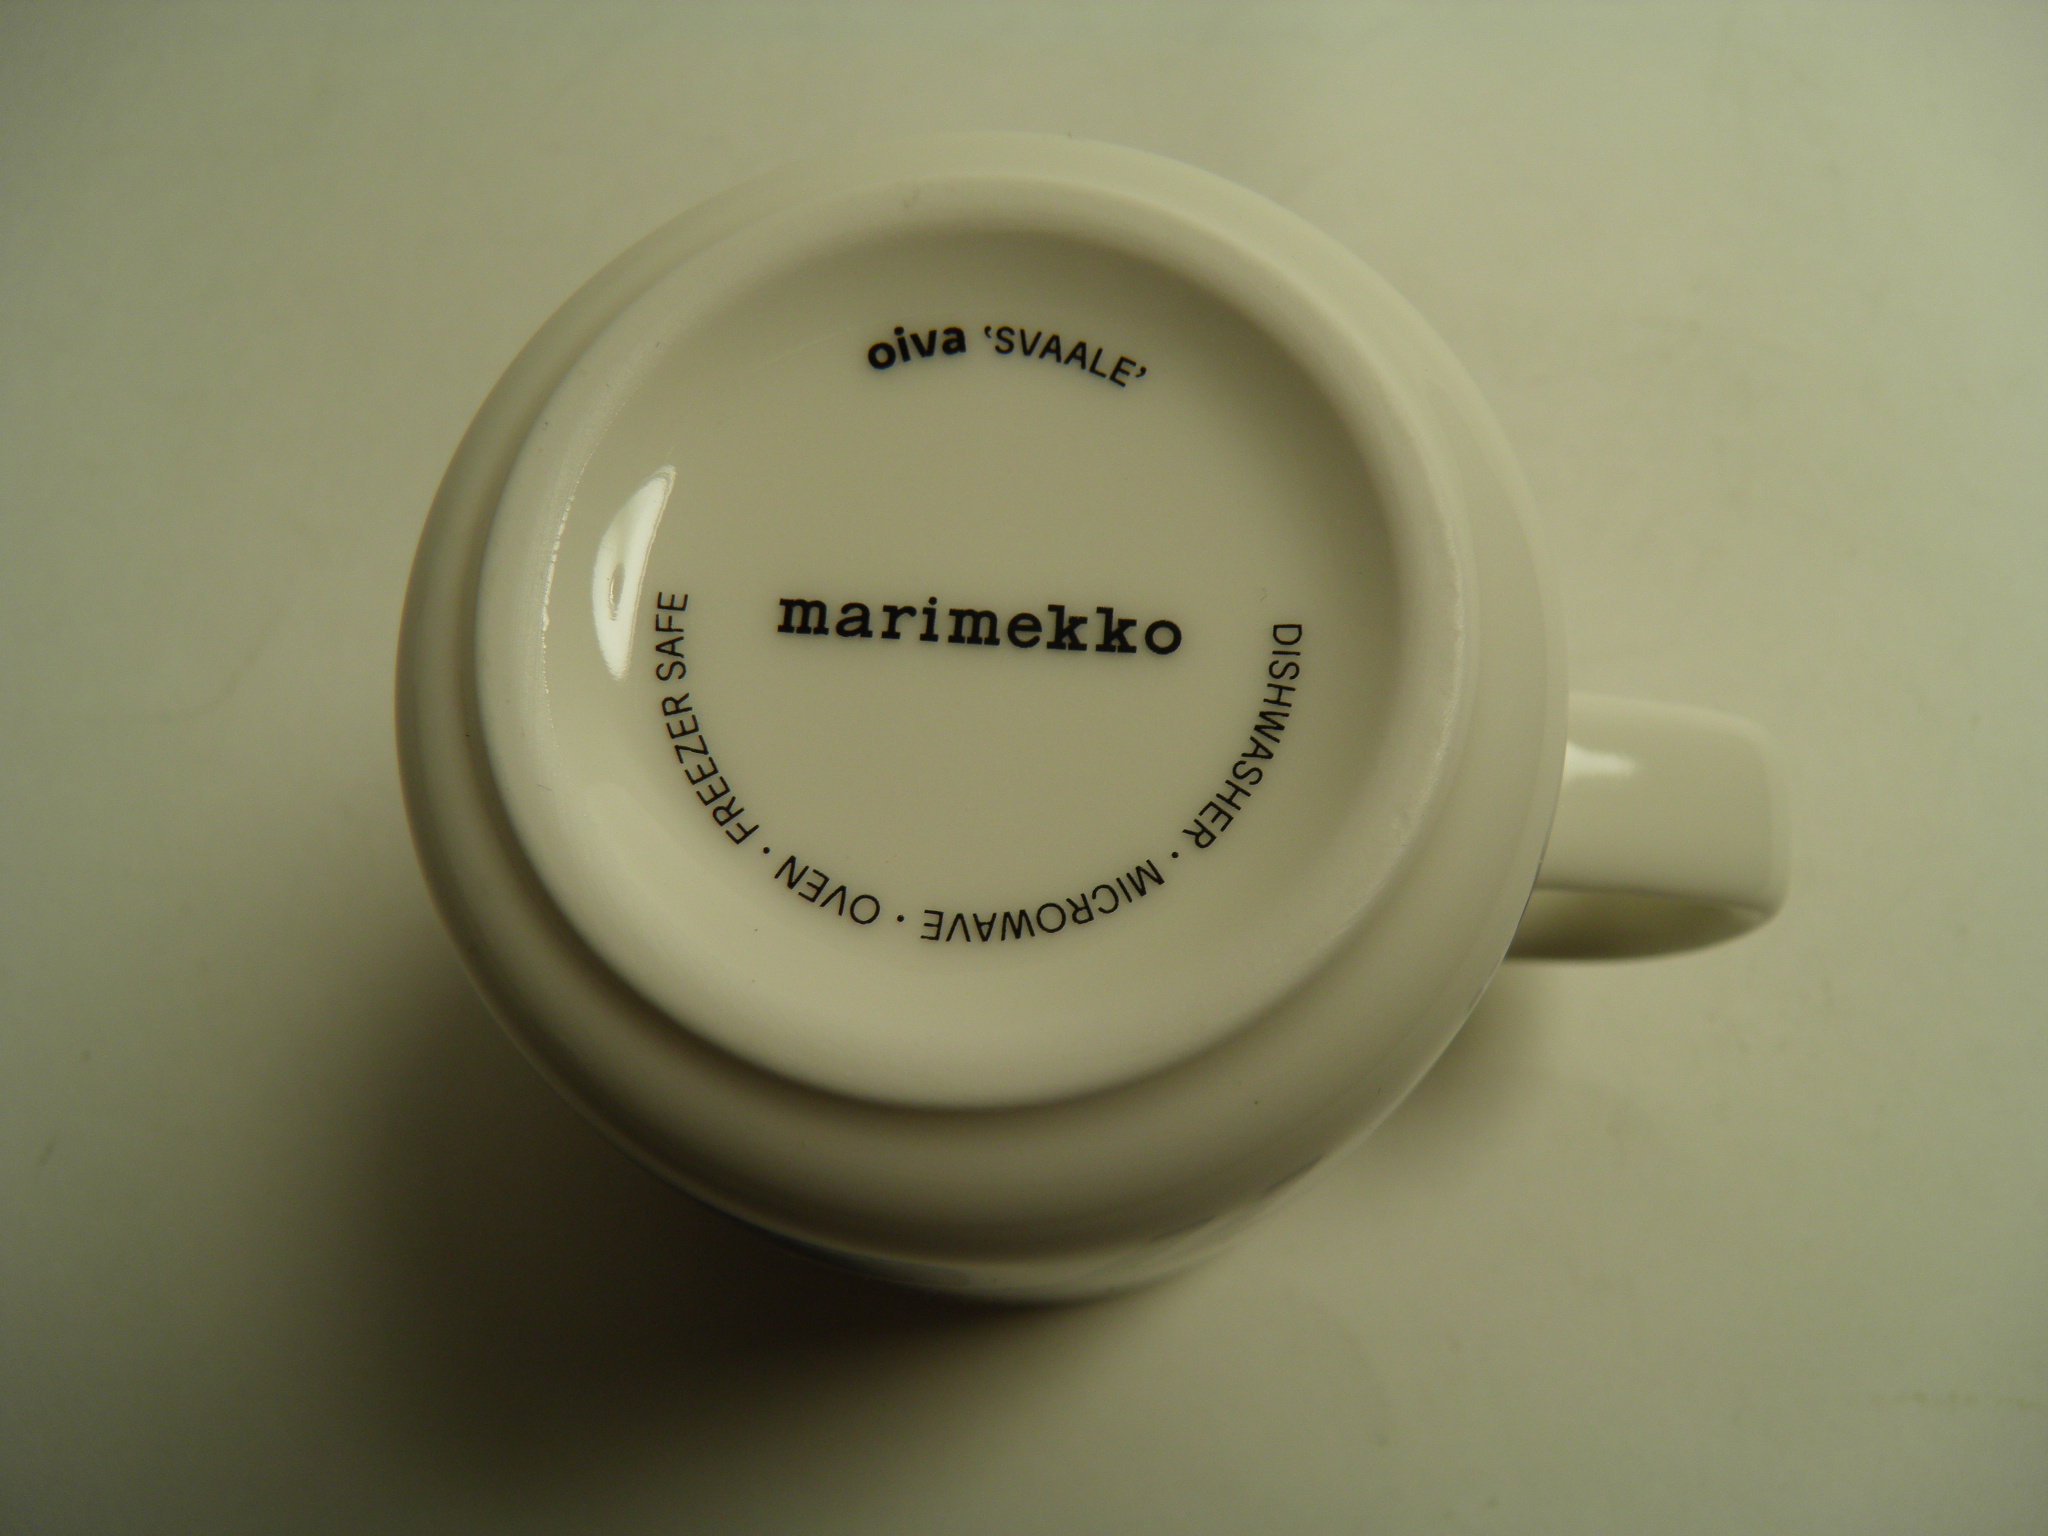 oiva ‘SVAALE’
marimekko
DISHWASHER · MICROWAVE · OVEN · FREEZER SAFE